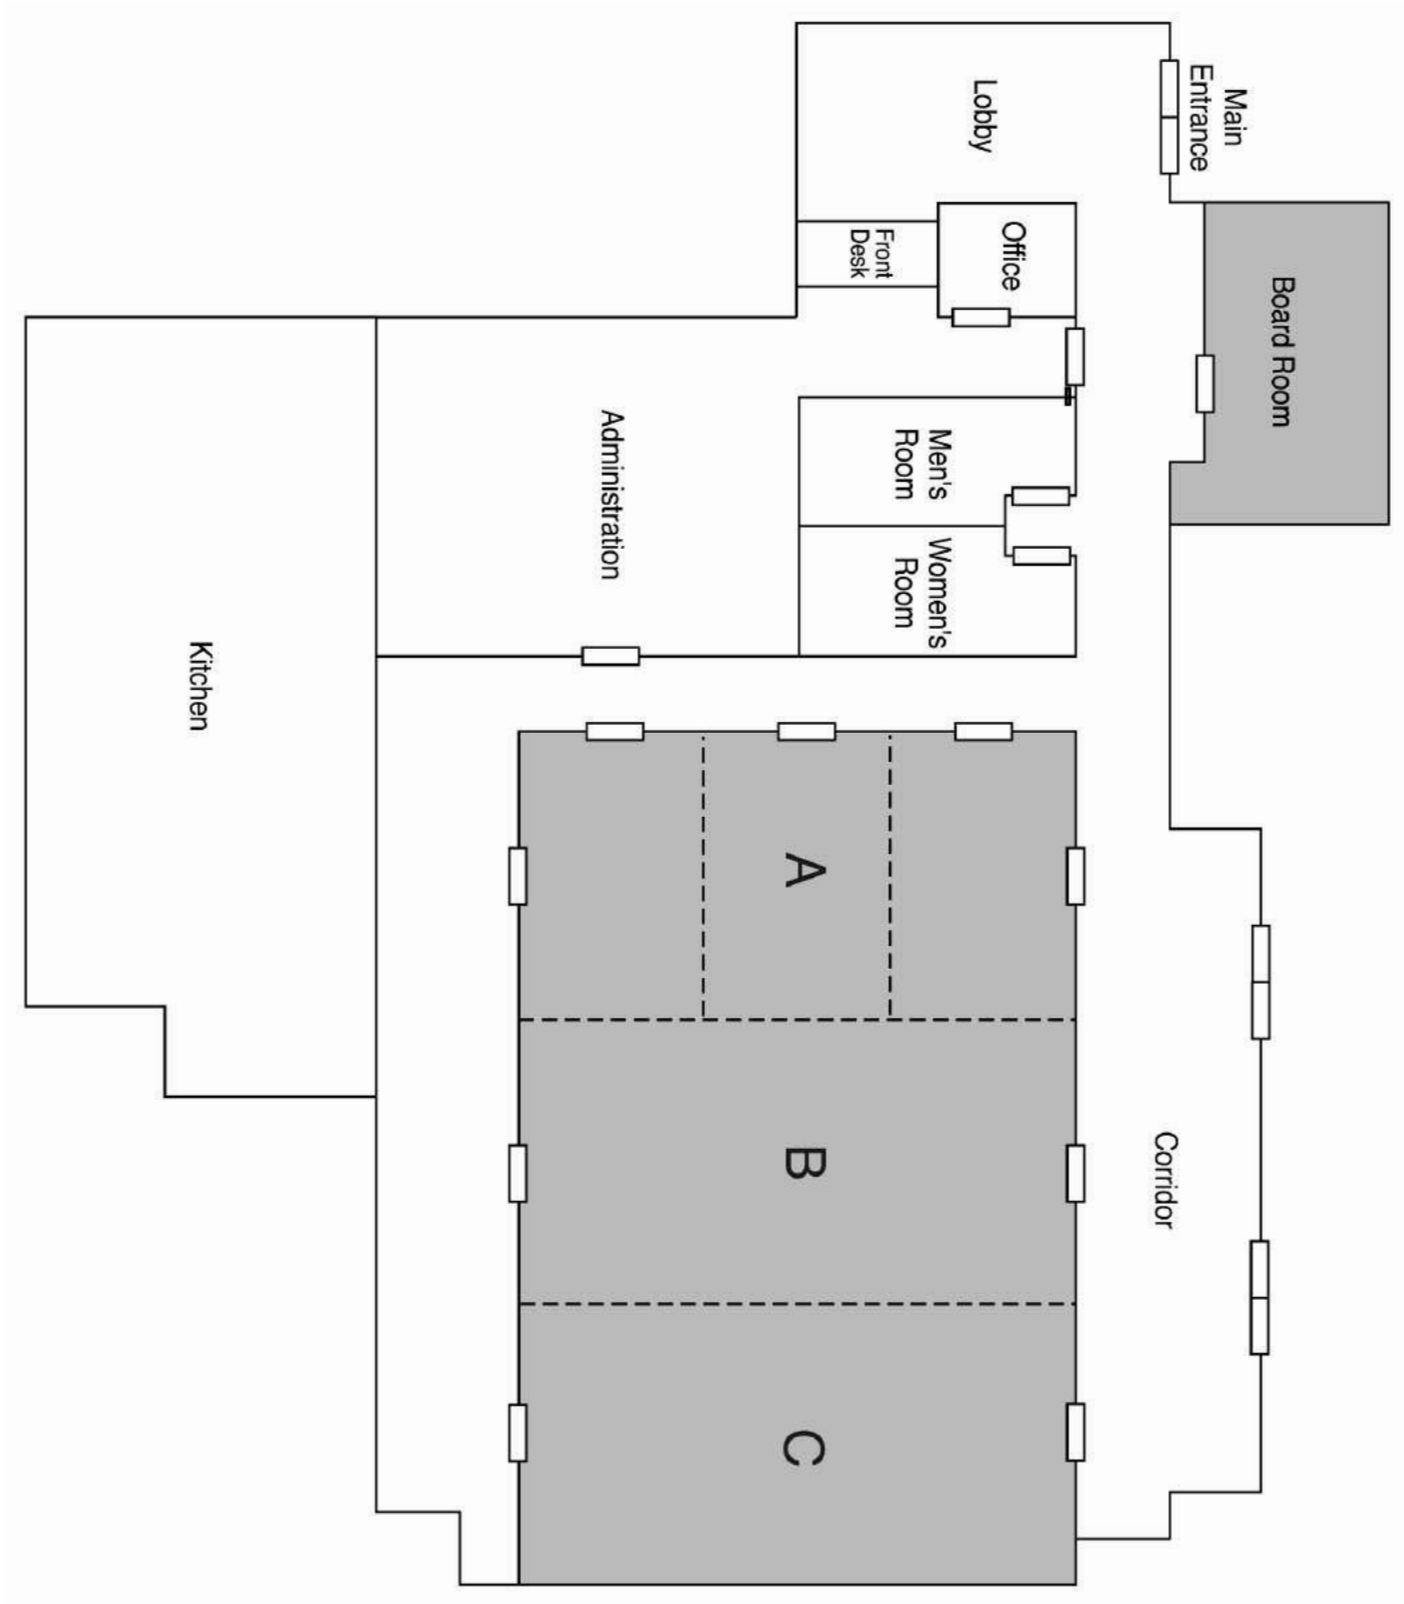 Main
Entrance
Lobby
Board Room
Office
Front
Desk
Men's
Room
Women's
Room
Administration
Kitchen
A
B
C
Corridor